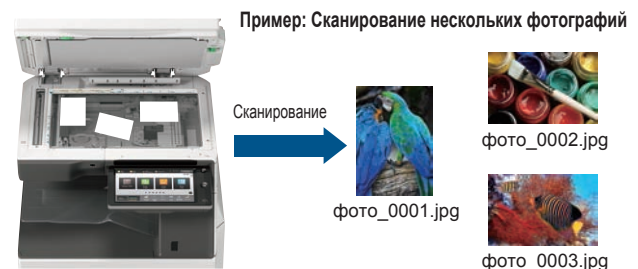 Пример: Сканирование нескольких фотографий
Сканирование
фото_0001.jpg
фото_0002.jpg
фото_0003.jpg